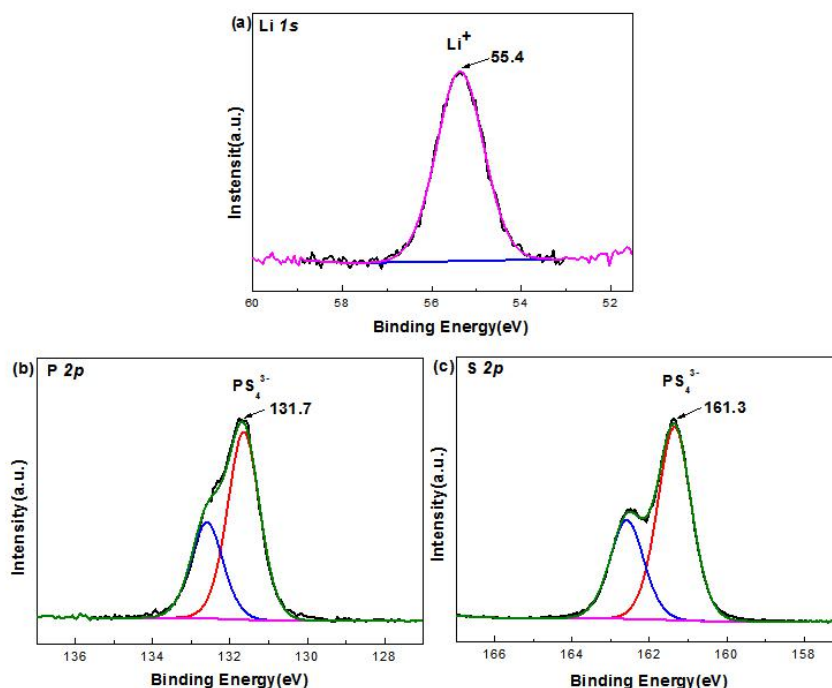 (a) Li 1s
Li+
55.4
Instensit(a.u.)
60 58 56 54 52
Binding Energy(eV)
(b) P 2p
PS4 3-
131.7
Intensity(a.u.)
136 134 132 130 128
Binding Energy(eV)
(c) S 2p
PS4 3-
161.3
Intensity(a.u.)
166 164 162 160 158
Binding Energy(eV)